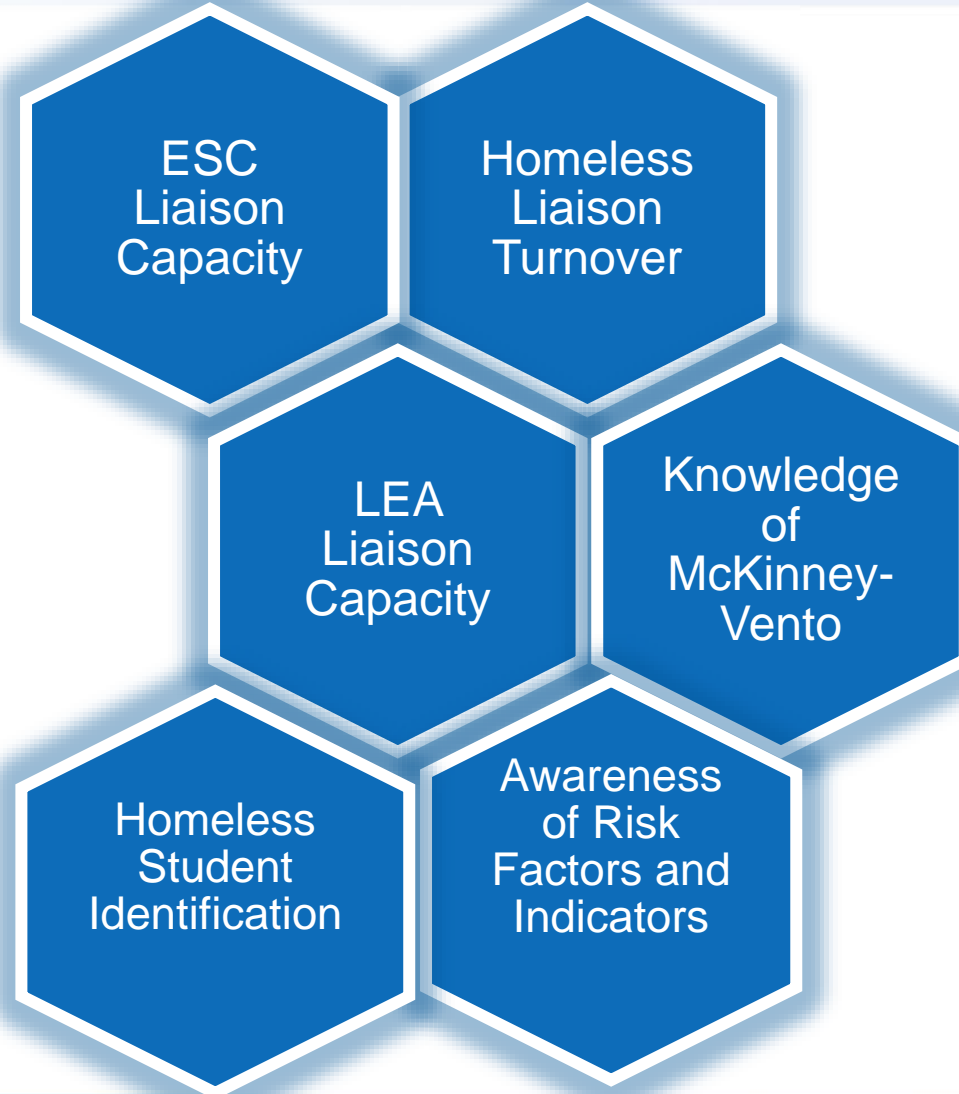 ESC
Liaison
Capacity
Homeless
Liaison
Turnover
LEA
Liaison
Capacity
Knowledge
of
McKinney-
Vento
Homeless
Student
Identification
Awareness
of Risk
Factors and
Indicators